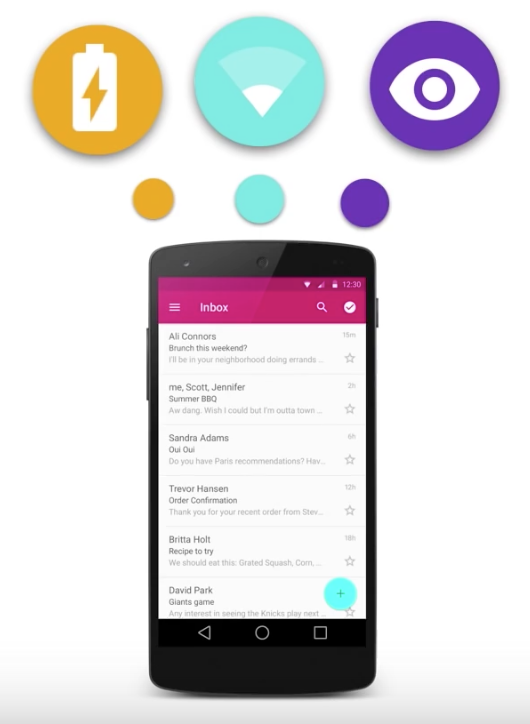 12:30
Inbox
Ali Connors 15m
Brunch this weekend?
I'll be in your neighborhood doing errands ...
me, Scott, Jennifer 2h
Summer BBQ
Aw dang. Wish I could but I'm outta town ...
Sandra Adams 6h
Oui Oui
Do you have Paris recommendations? Hav...
Trevor Hansen 12h
Order Confirmation
Thank you for your recent order from Stev...
Britta Holt 18h
Recipe to try
We should eat this: Grated Squash, Corn, ...
David Park
Giants game
Any interest in seeing the Knicks play next ...